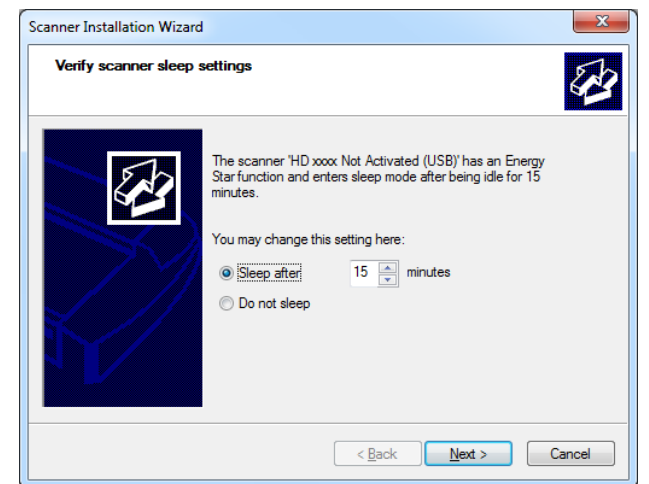 Scanner Installation Wizard
Verify scanner sleep settings
The scanner 'HD xxxx Not Activated (USB)' has an Energy
Star function and enters sleep mode after being idle for 15
minutes.
You may change this setting here:
Sleep after 15 minutes
Do not sleep
< Back Next > Cancel